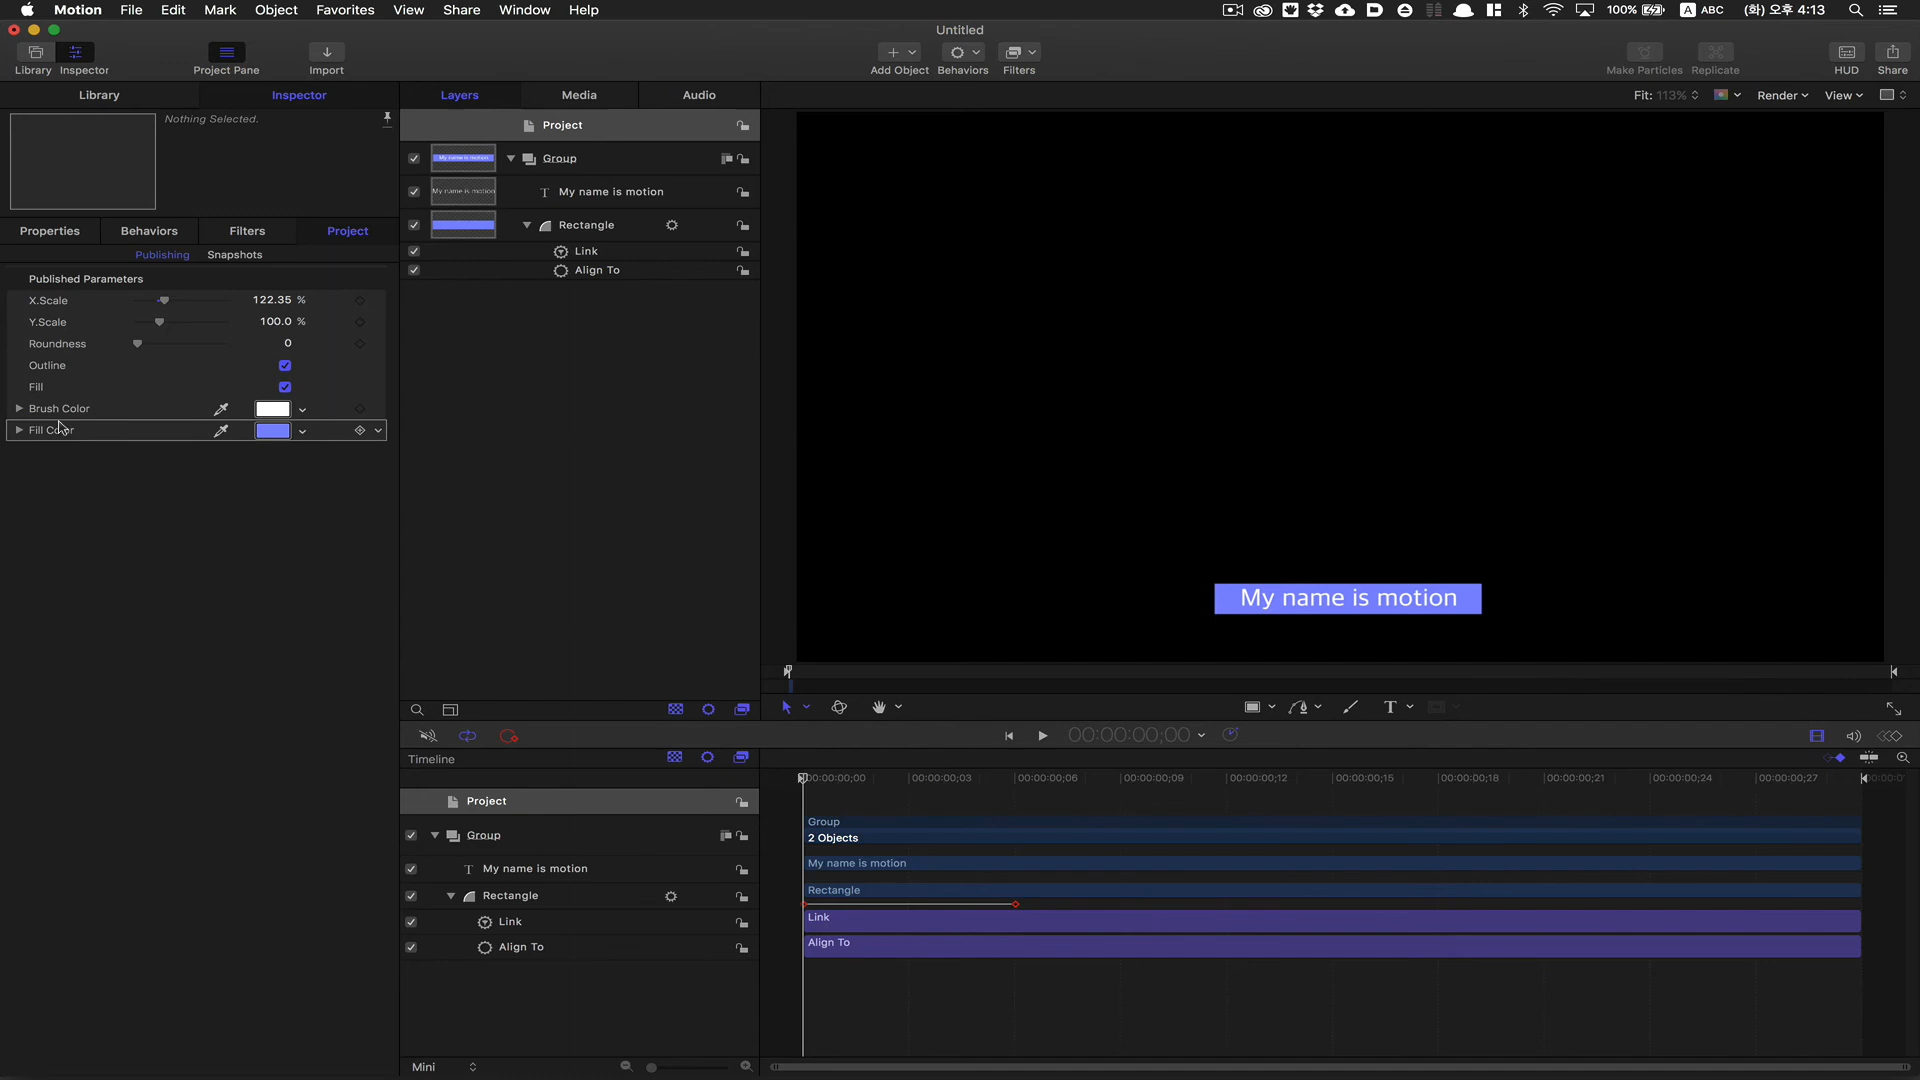 Motion File Edit Mark Object Favorites View Share Window Help 100% A ABC (화) 오후 4:13
Untitled
Library Inspector Project Pane Import Add Object Behaviors Filters Make Particles Replicate HUD Share
Library Inspector Layers Media Audio Fit: 113% Render View
Nothing Selected.
Project
Group
My name is motion
My name is motion My name is motion
Rectangle
Link
Align To
Properties Behaviors Filters Project
Publishing Snapshots
Published Parameters
X.Scale 122.35 %
Y.Scale 100.0 %
Roundness 0
Outline
Fill
Brush Color
Fill Color
My name is motion
00:00:00;00
Timeline
00:00:00;00 00:00:00;03 00:00:00;06 00:00:00;09 00:00:00;12 00:00:00;15 00:00:00;18 00:00:00;21 00:00:00;24 00:00:00;27
Project
Group
My name is motion
Rectangle
Link
Align To
Group
2 Objects
My name is motion
Rectangle
Link
Align To
Mini